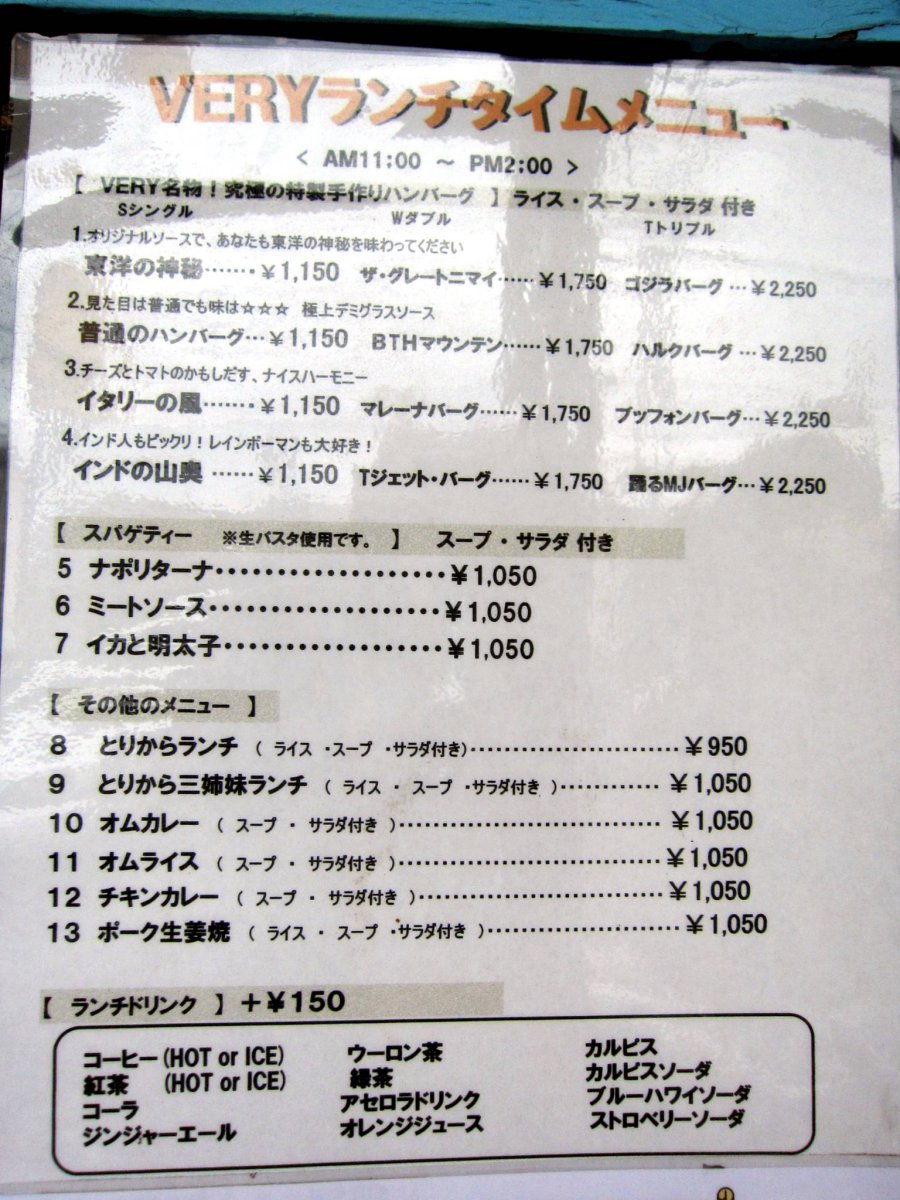 VERYランチタイムメニュー
< AM11:00 ～ PM2:00 >
【 VERY名物！究極の特製手作りハンバーグ 】 ライス・スープ・サラダ 付き
Sシングル Wダブル Tトリプル
1.オリジナルソースで、あなたも東洋の神秘を味わってください
東洋の神秘……・￥1,150 ザ・グレートニマイ……・￥1,750 ゴジラバーグ …￥2,250
2.見た目は普通でも味は☆☆☆ 極上デミグラスソース
普通のハンバーグ…￥1,150 BTHマウンテン……￥1,750 ハルクバーグ …￥2,250
3.チーズとトマトのかもしだす、ナイスハーモニー
イタリーの風……・￥1,150 マレーナバーグ……￥1,750 ブッフォンバーグ…￥2,250
4.インド人もビックリ！レインボーマンも大好き！
インドの山奥 ……￥1,150 Tジェット・バーグ……￥1,750 踊るMJバーグ…￥2,250
【 スパゲティー ※生パスタ使用です。 】 スープ・サラダ 付き
5 ナポリターナ・・・・・・・・・・・・・・・・・・￥1,050
6 ミートソース・・・・・・・・・・・・・・・・・・￥1,050
7 イカと明太子・・・・・・・・・・・・・・・・・・￥1,050
【 その他のメニュー 】
8 とりからランチ （ ライス ・スープ ・サラダ付き)……………………￥950
9 とりから三姉妹ランチ （ ライス ・ スープ ・サラダ付き ）………… ￥1,050
10 オムカレー （ スープ ・ サラダ付き ）………………………… ￥1,050
11 オムライス （ スープ ・ サラダ付き ）…………………………￥1,050
12 チキンカレー （ スープ ・ サラダ付き ）………………………￥1,050
13 ポーク生姜焼 （ ライス ・ スープ ・サラダ付き ）…………………￥1,050
【 ランチドリンク 】 ＋￥150
コーヒー(HOT or ICE) ウーロン茶 カルピス
紅茶 (HOT or ICE) 緑茶 カルピスソーダ
コーラ アセロラドリンク ブルーハワイソーダ
ジンジャーエール オレンジジュース ストロベリーソーダ